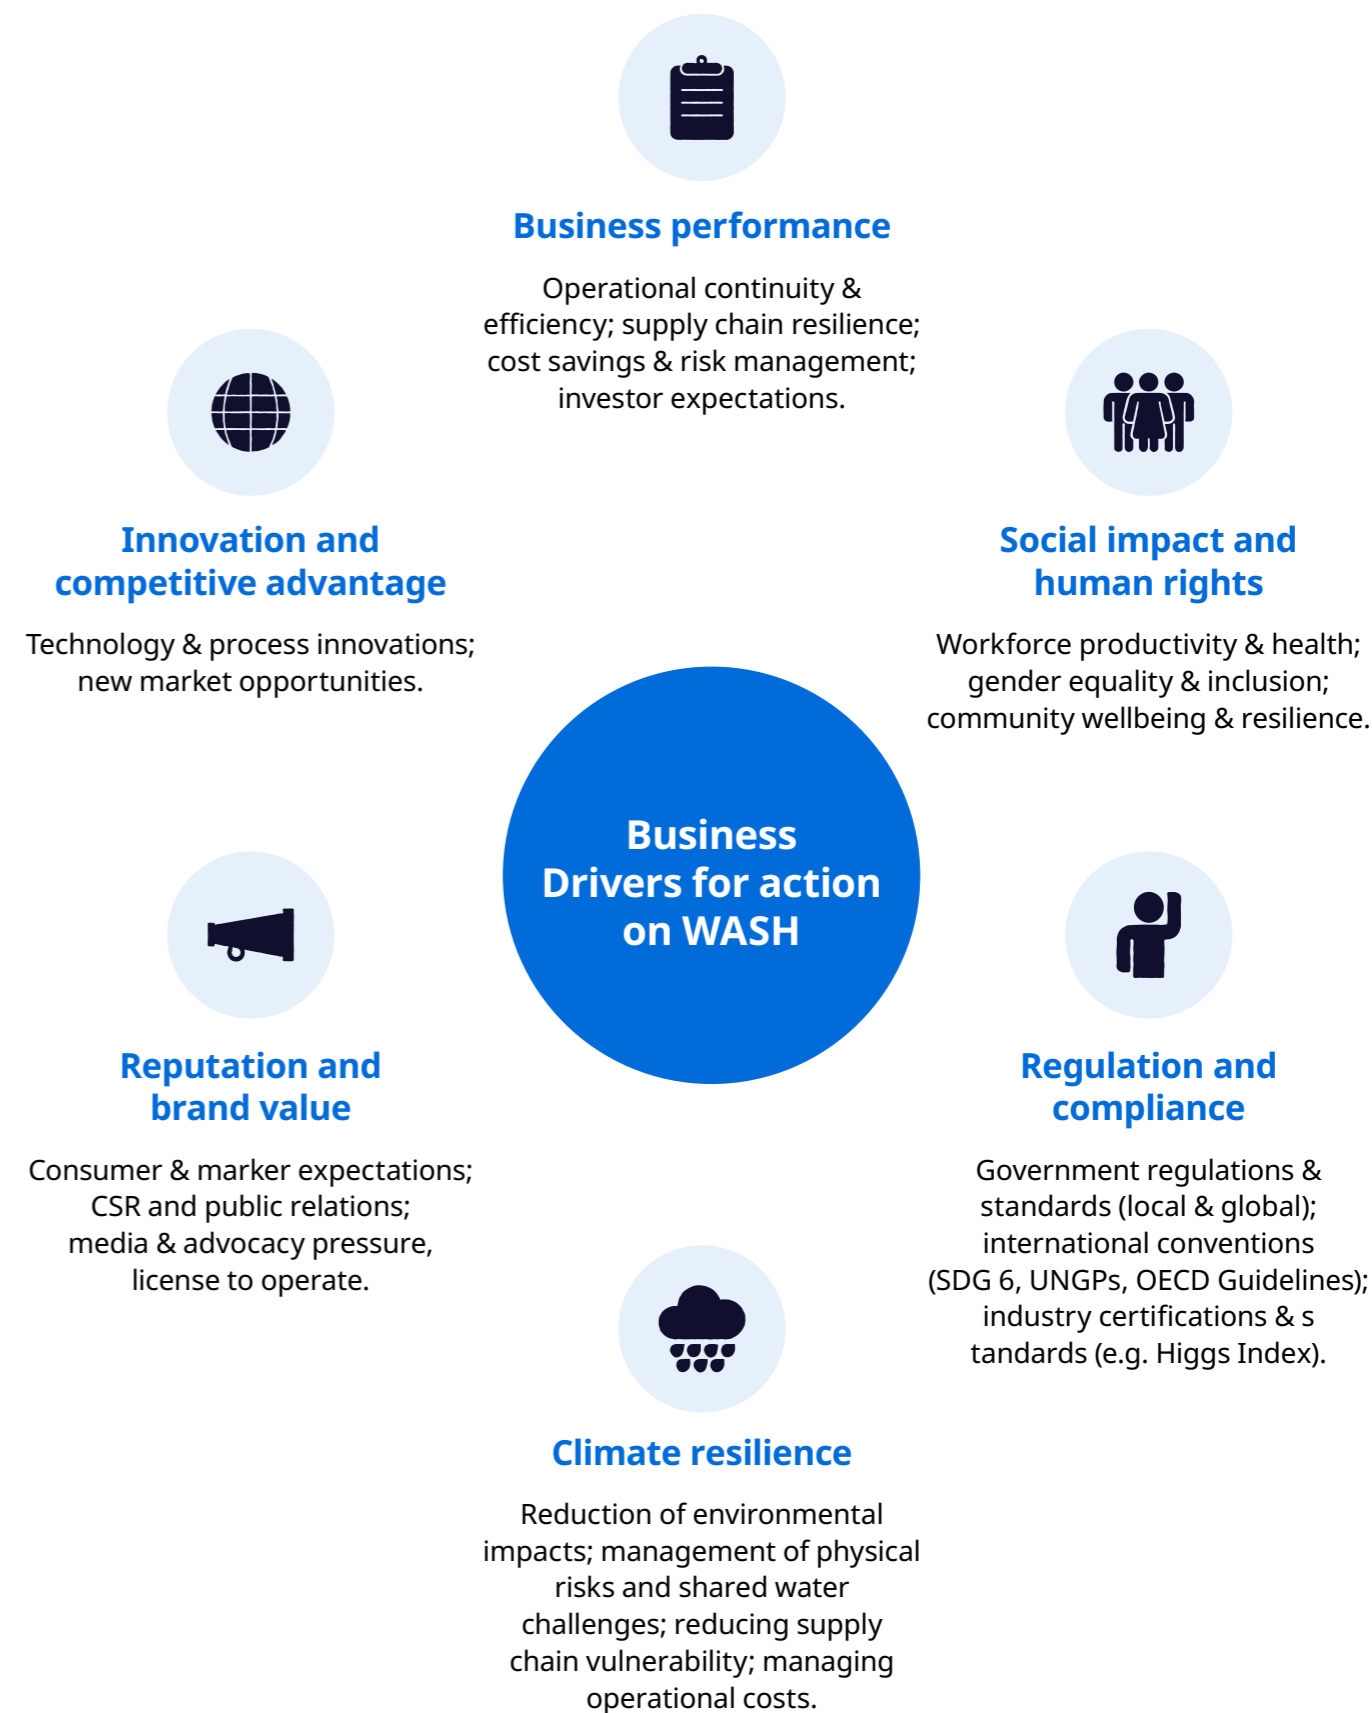 Business performance
Operational continuity &
efficiency; supply chain resilience;
cost savings & risk management;
investor expectations.
Innovation and
competitive advantage
Technology & process innovations;
new market opportunities.
Social impact and
human rights
Workforce productivity & health;
gender equality & inclusion;
community wellbeing & resilience.
Business
Drivers for action
on WASH
Reputation and
brand value
Consumer & marker expectations;
CSR and public relations;
media & advocacy pressure,
license to operate.
Regulation and
compliance
Government regulations &
standards (local & global);
international conventions
(SDG 6, UNGPs, OECD Guidelines);
industry certifications & s
tandards (e.g. Higgs Index).
Climate resilience
Reduction of environmental
impacts; management of physical
risks and shared water
challenges; reducing supply
chain vulnerability; managing
operational costs.